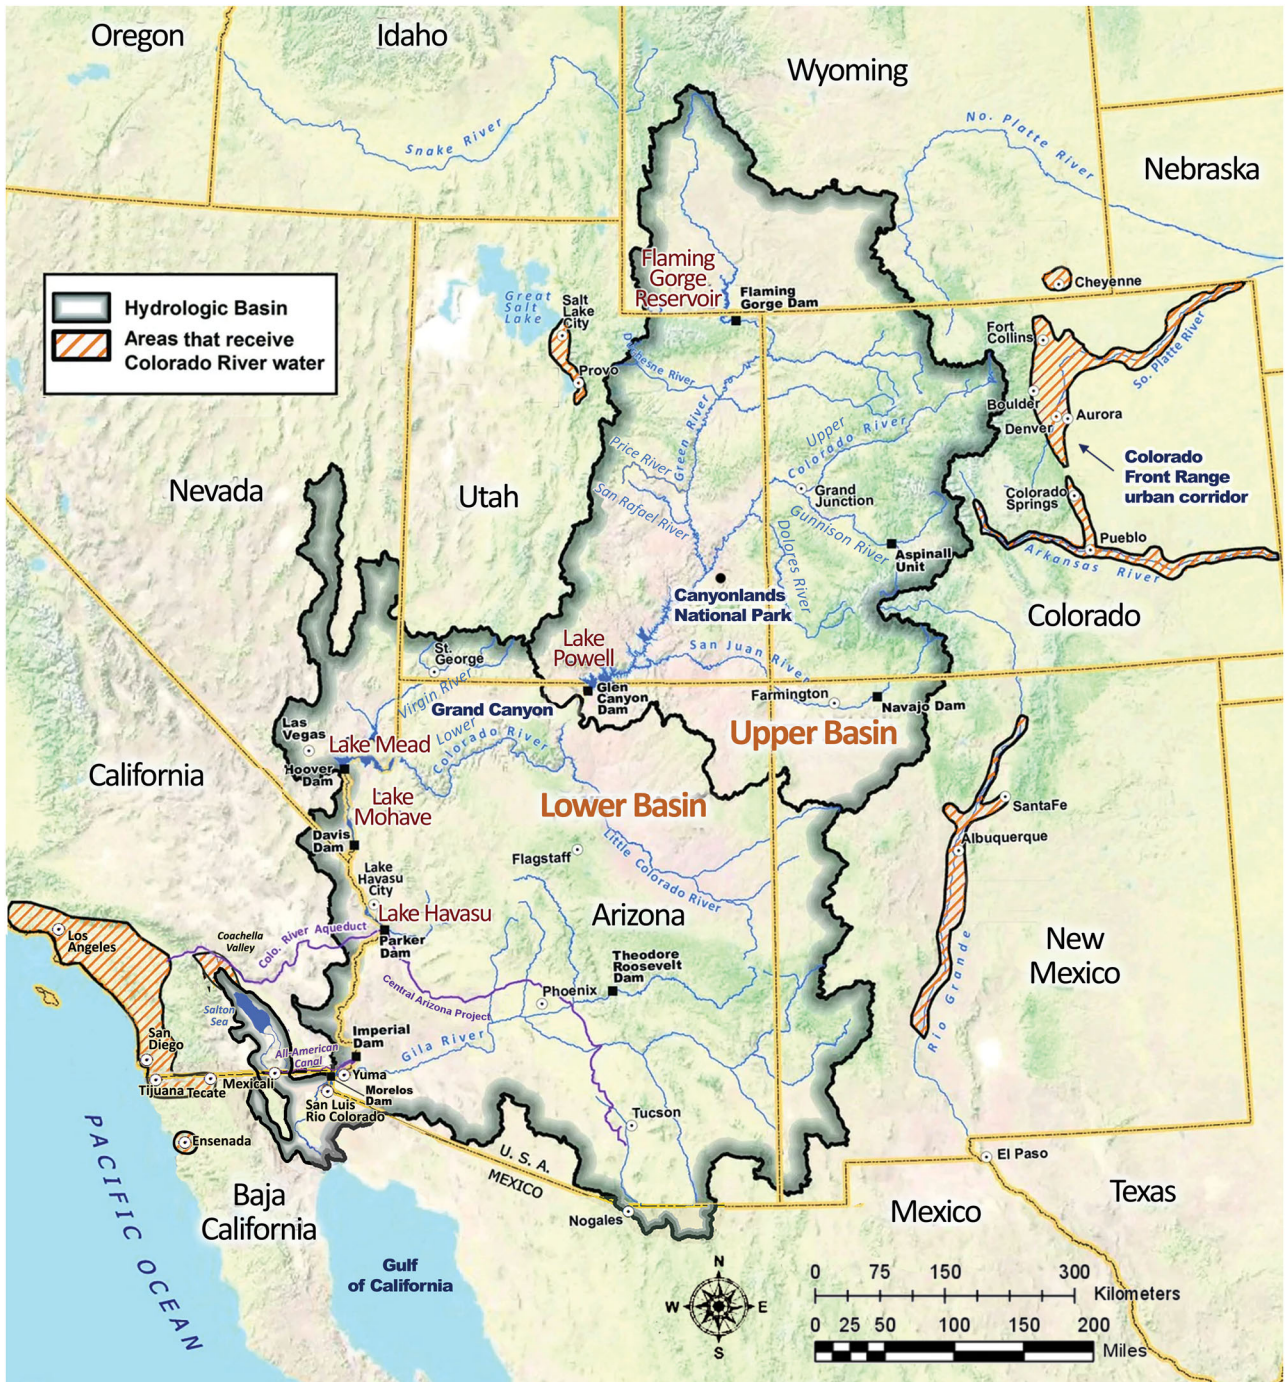 Oregon
Idaho
Wyoming
Nebraska
Snake River
No. Platte River
Flaming
Gorge
Reservoir
Flaming
Gorge Dam
Cheyenne
Hydrologic Basin
Areas that receive
Colorado River water
Great
Salt
Lake
Salt
Lake
City
Provo
Duchesne River
Fort
Collins
So. Platte River
Boulder
Denver
Aurora
Colorado
Front Range
urban corridor
Green River
Price River
San Rafael River
Upper
Colorado River
Grand
Junction
Gunnison River
Dolores River
Aspinall
Unit
Colorado
Springs
Pueblo
Arkansas River
Nevada
Utah
Colorado
Canyonlands
National Park
Lake
Powell
San Juan River
St.
George
Virgin River
Glen
Canyon
Dam
Farmington
Navajo Dam
Grand Canyon
Las
Vegas
Lake Mead
Lower
Colorado River
Hoover
Dam
Upper Basin
Lower Basin
California
Lake
Mohave
Davis
Dam
SantaFe
Albuquerque
Flagstaff
Little Colorado River
Lake
Havasu
City
Lake Havasu
Arizona
Los
Angeles
Coachella
Valley
Colo. River Aqueduct
Parker
Dam
New
Mexico
Rio Grande
Theodore
Roosevelt
Dam
Phoenix
Central Arizona Project
Salton
Sea
San
Diego
All-American
Canal
Imperial
Dam
Gila River
Tijuana
Tecate
Mexicali
Yuma
Morelos
Dam
San Luis
Rio Colorado
Tucson
Ensenada
U. S. A.
MEXICO
El Paso
PACIFIC OCEAN
Baja
California
Nogales
Mexico
Texas
Gulf
of California
N
W
E
S
0 75 150 300
Kilometers
0 25 50 100 150 200
Miles